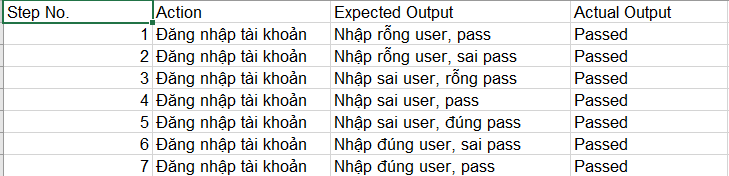 Step No. Action Expected Output Actual Output
1 Đăng nhập tài khoản Nhập rỗng user, pass Passed
2 Đăng nhập tài khoản Nhập rỗng user, sai pass Passed
3 Đăng nhập tài khoản Nhập sai user, rỗng pass Passed
4 Đăng nhập tài khoản Nhập sai user, pass Passed
5 Đăng nhập tài khoản Nhập sai user, đúng pass Passed
6 Đăng nhập tài khoản Nhập đúng user, sai pass Passed
7 Đăng nhập tài khoản Nhập đúng user, pass Passed